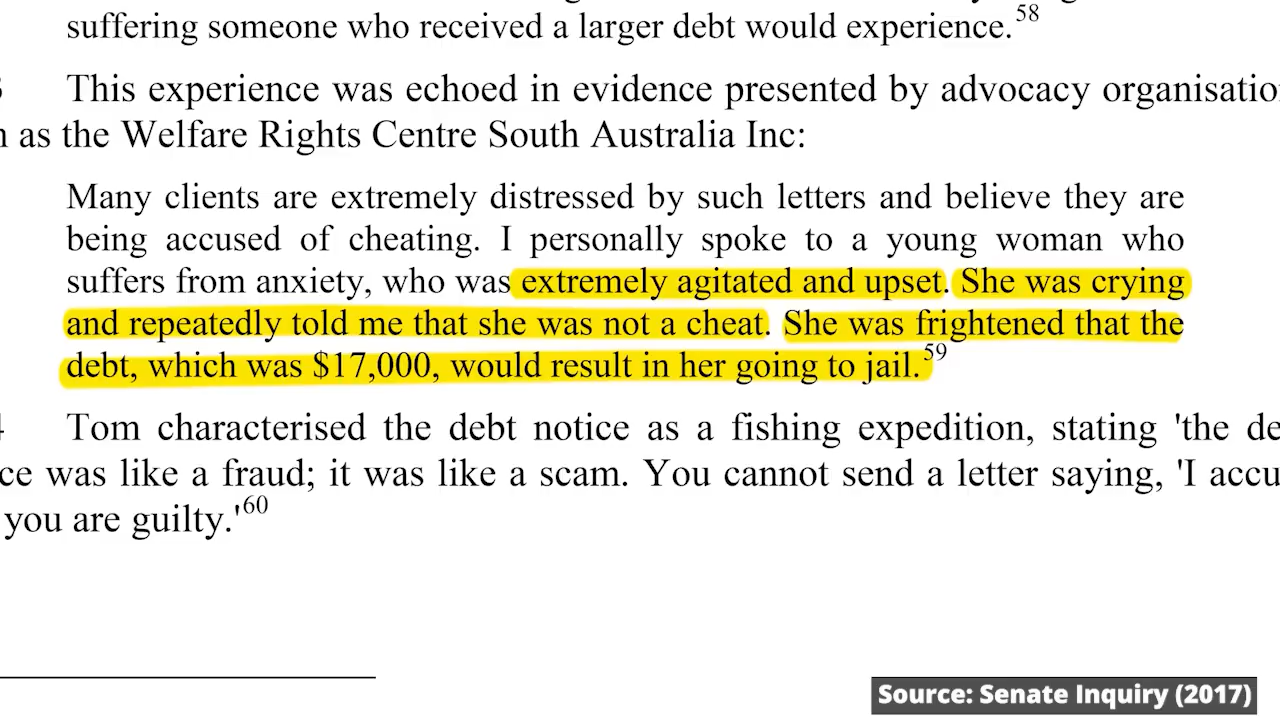 suffering someone who received a larger debt would experience.58
This experience was echoed in evidence presented by advocacy
as the Welfare Rights Centre South Australia Inc:
Many clients are extremely distressed by such letters and believe they are
being accused of cheating. I personally spoke to a young woman who
suffers from anxiety, who was extremely agitated and upset. She was crying
and repeatedly told me that she was not a cheat. She was frightened that the
debt, which was $17,000, would result in her going to jail.59
Tom characterised the debt notice as a fishing expedition, stating 'the
was like a fraud; it was like a scam. You cannot send a letter saying, 'I
you are guilty.'60
Source: Senate Inquiry (2017)